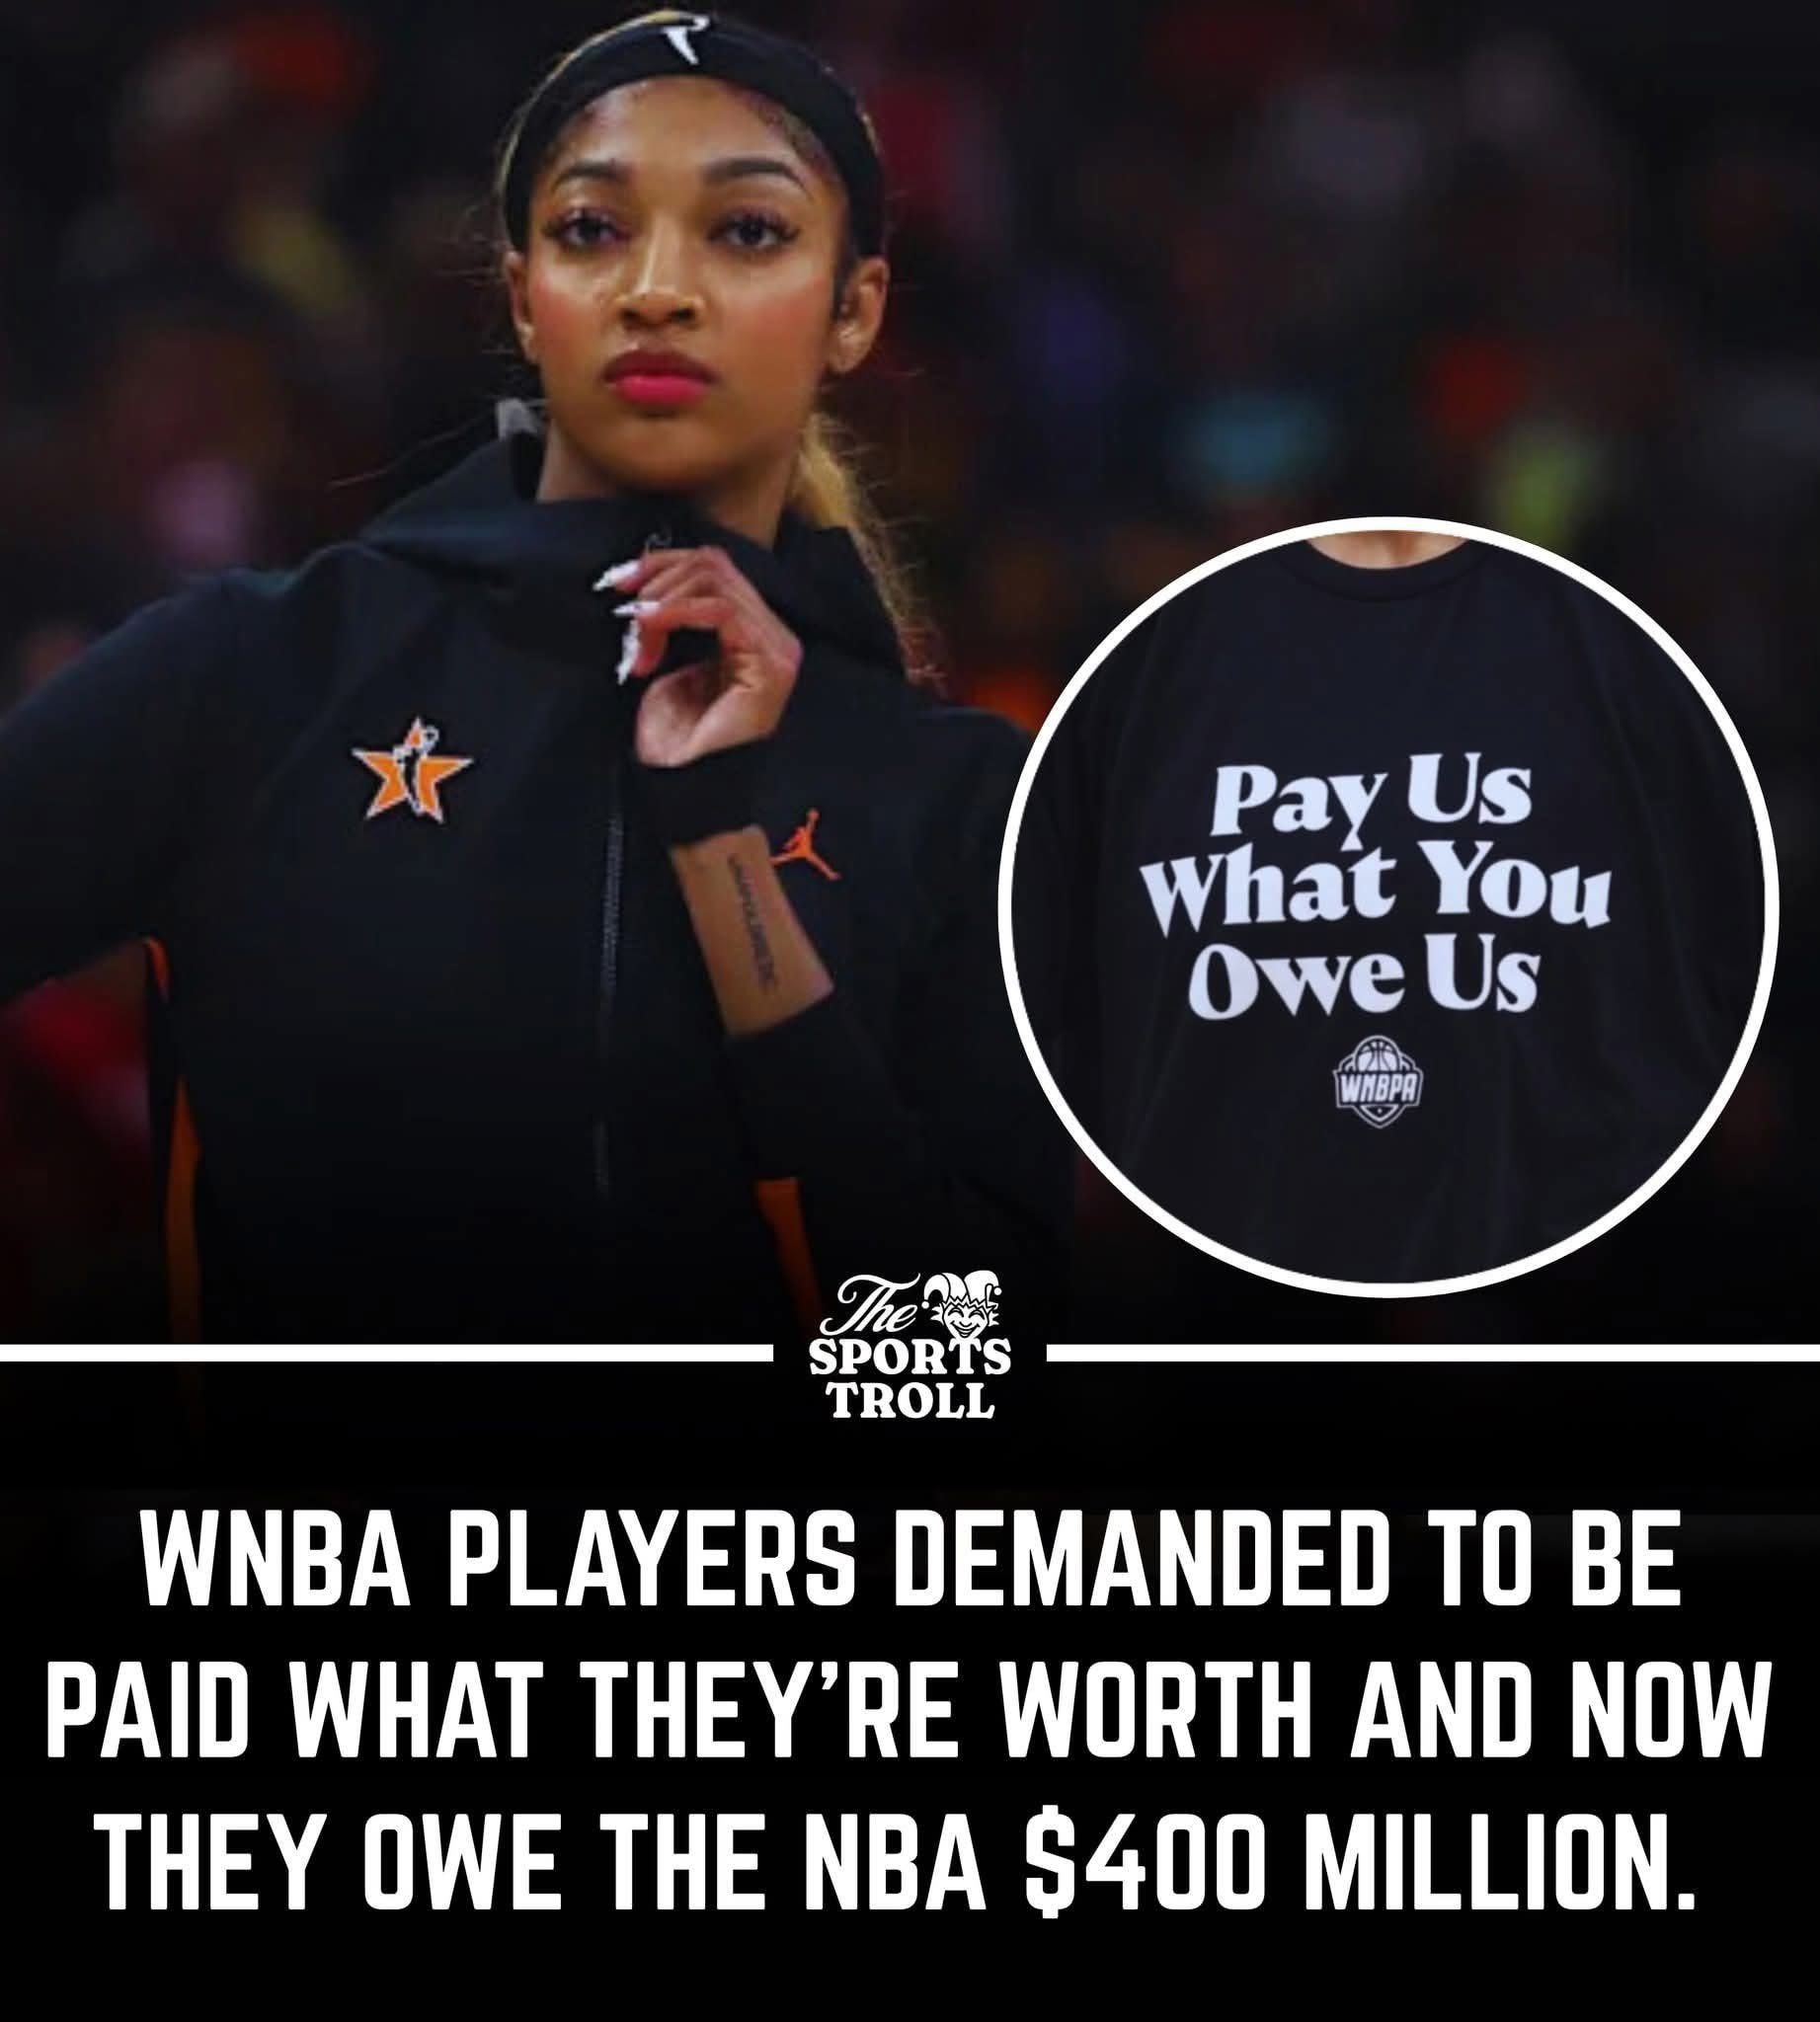 Pay Us
What You
Owe Us
WNBPA
The
SPORTS
TROLL
WNBA PLAYERS DEMANDED TO BE
PAID WHAT THEY'RE WORTH AND NOW
THEY OWE THE NBA $400 MILLION.